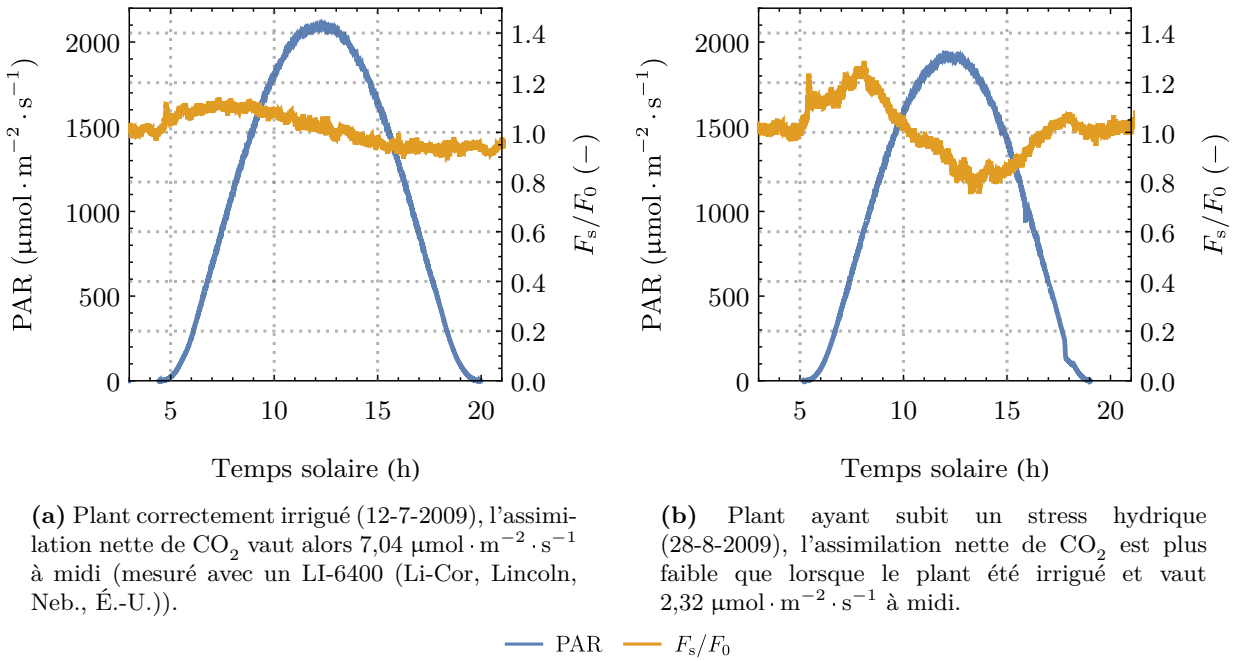 2000
1500
1000
500
0
PAR (µmol · m⁻² · s⁻¹)
1.4
1.2
1.0
0.8
0.6
0.4
0.2
0.0
Fs/F0 (−)
5 10 15 20
Temps solaire (h)
2000
1500
1000
500
0
PAR (µmol · m⁻² · s⁻¹)
1.4
1.2
1.0
0.8
0.6
0.4
0.2
0.0
Fs/F0 (−)
5 10 15 20
Temps solaire (h)
(a) Plant correctement irrigué (12-7-2009), l'assimi-
lation nette de CO₂ vaut alors 7,04 µmol · m⁻² · s⁻¹
à midi (mesuré avec un LI-6400 (Li-Cor, Lincoln,
Neb., É.-U.)).
(b) Plant ayant subit un stress hydrique
(28-8-2009), l'assimilation nette de CO₂ est plus
faible que lorsque le plant été irrigué et vaut
2,32 µmol · m⁻² · s⁻¹ à midi.
PAR Fs/F0